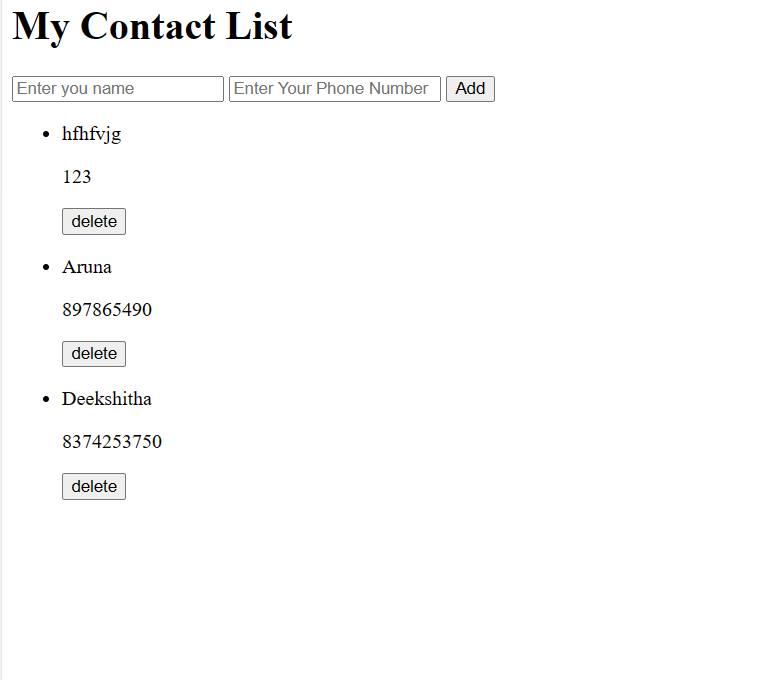 My Contact List
Enter you name Enter Your Phone Number Add
hfhfvjg
123
delete
Aruna
897865490
delete
Deekshitha
8374253750
delete